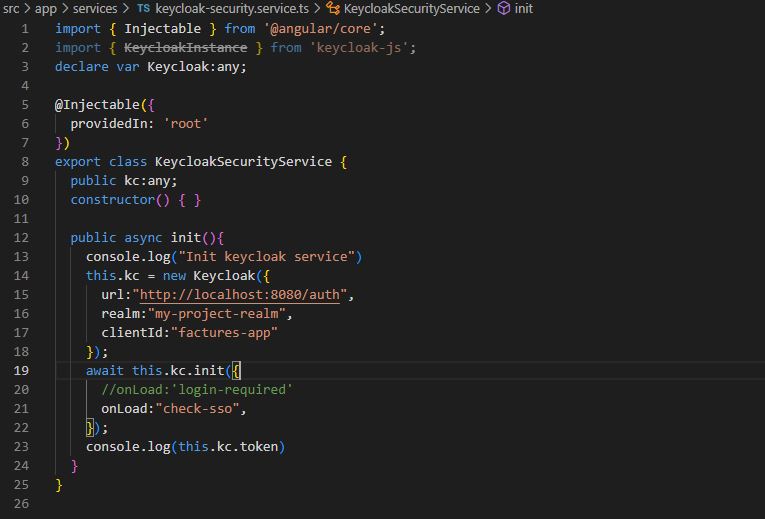 src > app > services > TS keycloak-security.service.ts > KeycloakSecurityService > init
1 import { Injectable } from '@angular/core';
2 import { KeycloakInstance } from 'keycloak-js';
3 declare var Keycloak:any;
4
5 @Injectable({
6   providedIn: 'root'
7 })
8 export class KeycloakSecurityService {
9   public kc:any;
10   constructor() { }
11
12   public async init(){
13     console.log("Init keycloak service")
14     this.kc = new Keycloak({
15       url:"http://localhost:8080/auth",
16       realm:"my-project-realm",
17       clientId:"factures-app"
18     });
19     await this.kc.init({
20       //onLoad:'login-required'
21       onLoad:"check-sso",
22     });
23     console.log(this.kc.token)
24   }
25 }
26